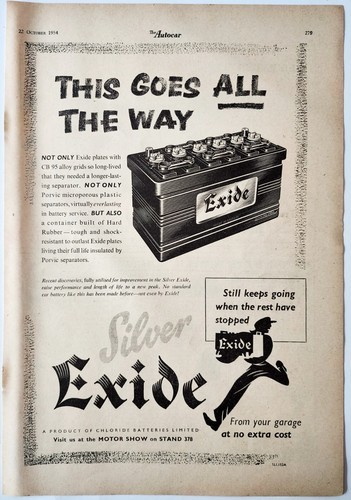 22 October 1954
The Autocar
279
THIS GOES ALL
THE WAY
NOT ONLY Exide plates with
CB 95 alloy grids so long-lived
that they needed a longer-last-
ing separator. NOT ONLY
Porvic microporous plastic
separators, virtually everlasting
in battery service. BUT ALSO
a container built of Hard
Rubber — tough and shock-
resistant to outlast Exide plates
living their full life insulated by
Porvic separators.
Exide
Recent discoveries, fully utilised for improvement in the Silver Exide,
raise performance and length of life to a new peak. No standard
car battery like this has been made before—not even by Exide!
Still keeps going
when the rest have
stopped
Exide
Silver
Exide
From your garage
at no extra cost
A PRODUCT OF CHLORIDE BATTERIES LIMITED
Visit us at the MOTOR SHOW on STAND 378